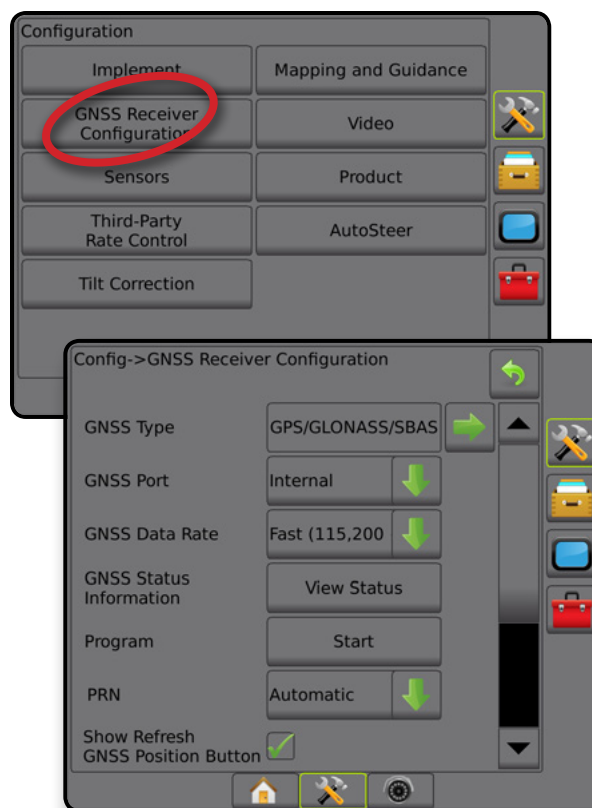 Configuration
Implement
Mapping and Guidance
GNSS Receiver
Configuration
Video
Sensors
Product
Third-Party
Rate Control
AutoSteer
Tilt Correction
Config->GNSS Receiver Configuration
GNSS Type
GPS/GLONASS/SBAS
GNSS Port
Internal
GNSS Data Rate
Fast (115,200
GNSS Status
Information
View Status
Program
Start
PRN
Automatic
Show Refresh
GNSS Position Button